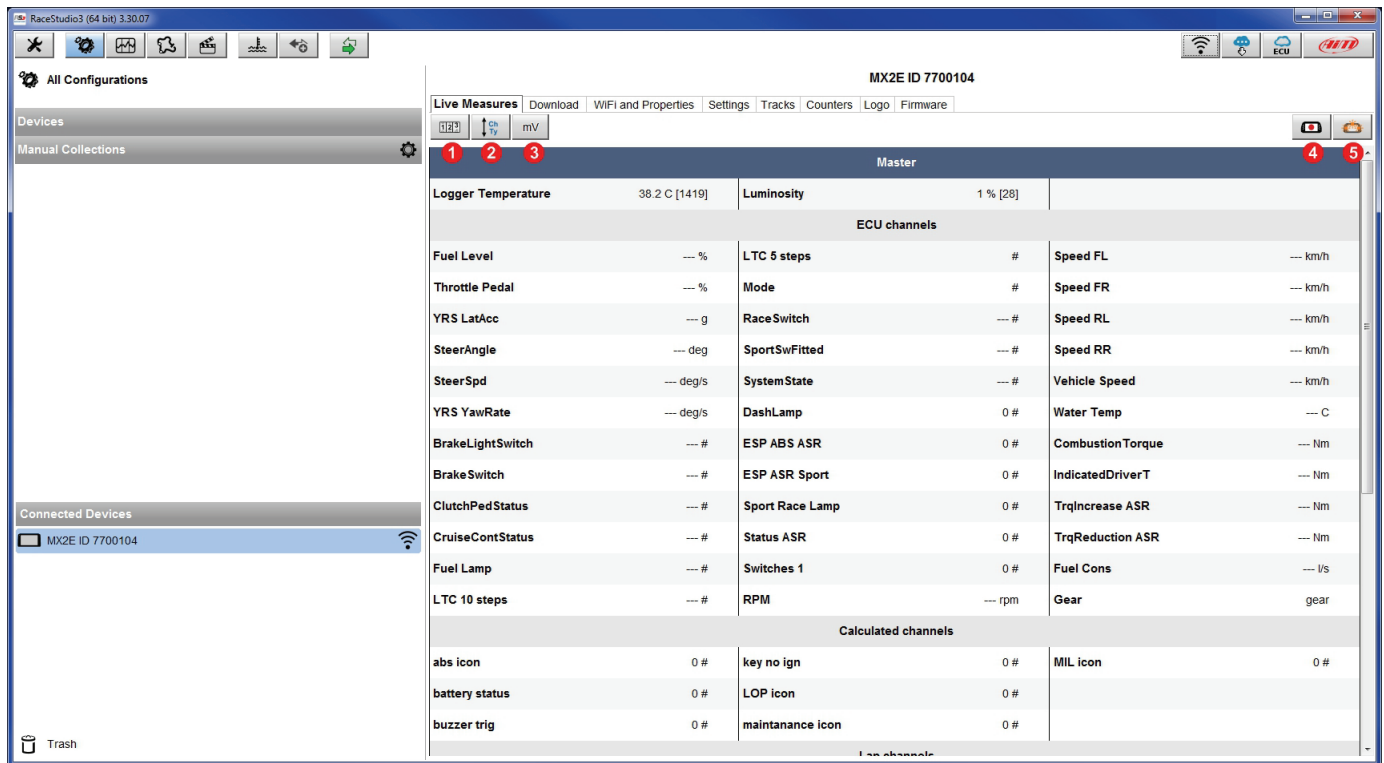 RaceStudio3 (64 bit) 3.30.07
ECU
AiM
All Configurations
MX2E ID 7700104
Live Measures Download WiFi and Properties Settings Tracks Counters Logo Firmware
Devices
123 Ch Ty mV
Manual Collections
1 2 3 4 5
Master
Logger Temperature 38.2 C [1419] Luminosity 1 % [28]
ECU channels
Fuel Level --- % LTC 5 steps # Speed FL --- km/h
Throttle Pedal --- % Mode # Speed FR --- km/h
YRS LatAcc --- g RaceSwitch --- # Speed RL --- km/h
SteerAngle --- deg SportSwFitted --- # Speed RR --- km/h
SteerSpd --- deg/s SystemState --- # Vehicle Speed --- km/h
YRS YawRate --- deg/s DashLamp 0 # Water Temp --- C
BrakeLightSwitch --- # ESP ABS ASR 0 # CombustionTorque --- Nm
BrakeSwitch --- # ESP ASR Sport 0 # IndicatedDriverT --- Nm
Connected Devices
ClutchPedStatus --- # Sport Race Lamp 0 # TrqIncrease ASR --- Nm
MX2E ID 7700104
CruiseContStatus --- # Status ASR 0 # TrqReduction ASR --- Nm
Fuel Lamp --- # Switches 1 0 # Fuel Cons --- l/s
LTC 10 steps --- # RPM --- rpm Gear gear
Calculated channels
abs icon 0 # key no ign 0 # MIL icon 0 #
battery status 0 # LOP icon 0 #
buzzer trig 0 # maintanance icon 0 #
Trash
Lap channels